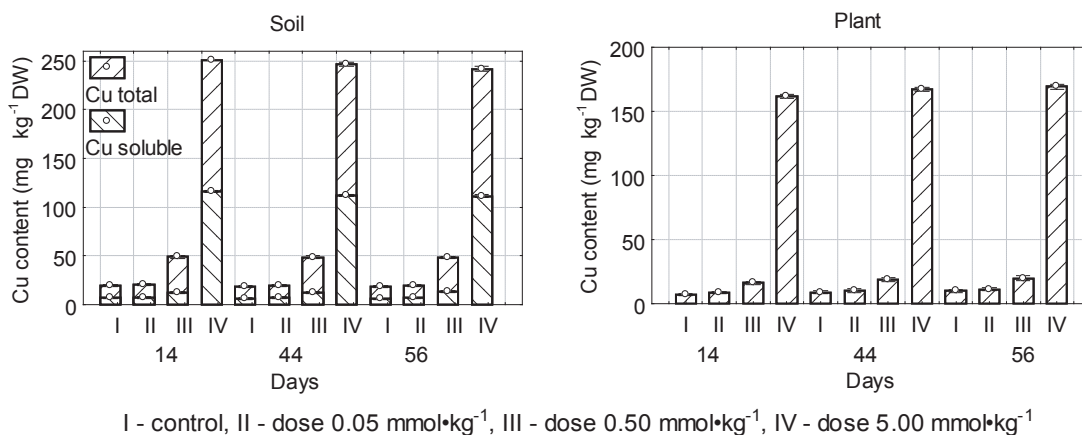 Soil
Cu content (mg kg⁻¹ DW)
250
200
150
100
50
0
Cu total
Cu soluble
I II III IV I II III IV I II III IV
14 44 56
Days
Plant
Cu content (mg kg⁻¹ DW)
200
150
100
50
0
I II III IV I II III IV I II III IV
14 44 56
Days
I - control, II - dose 0.05 mmol•kg⁻¹, III - dose 0.50 mmol•kg⁻¹, IV - dose 5.00 mmol•kg⁻¹